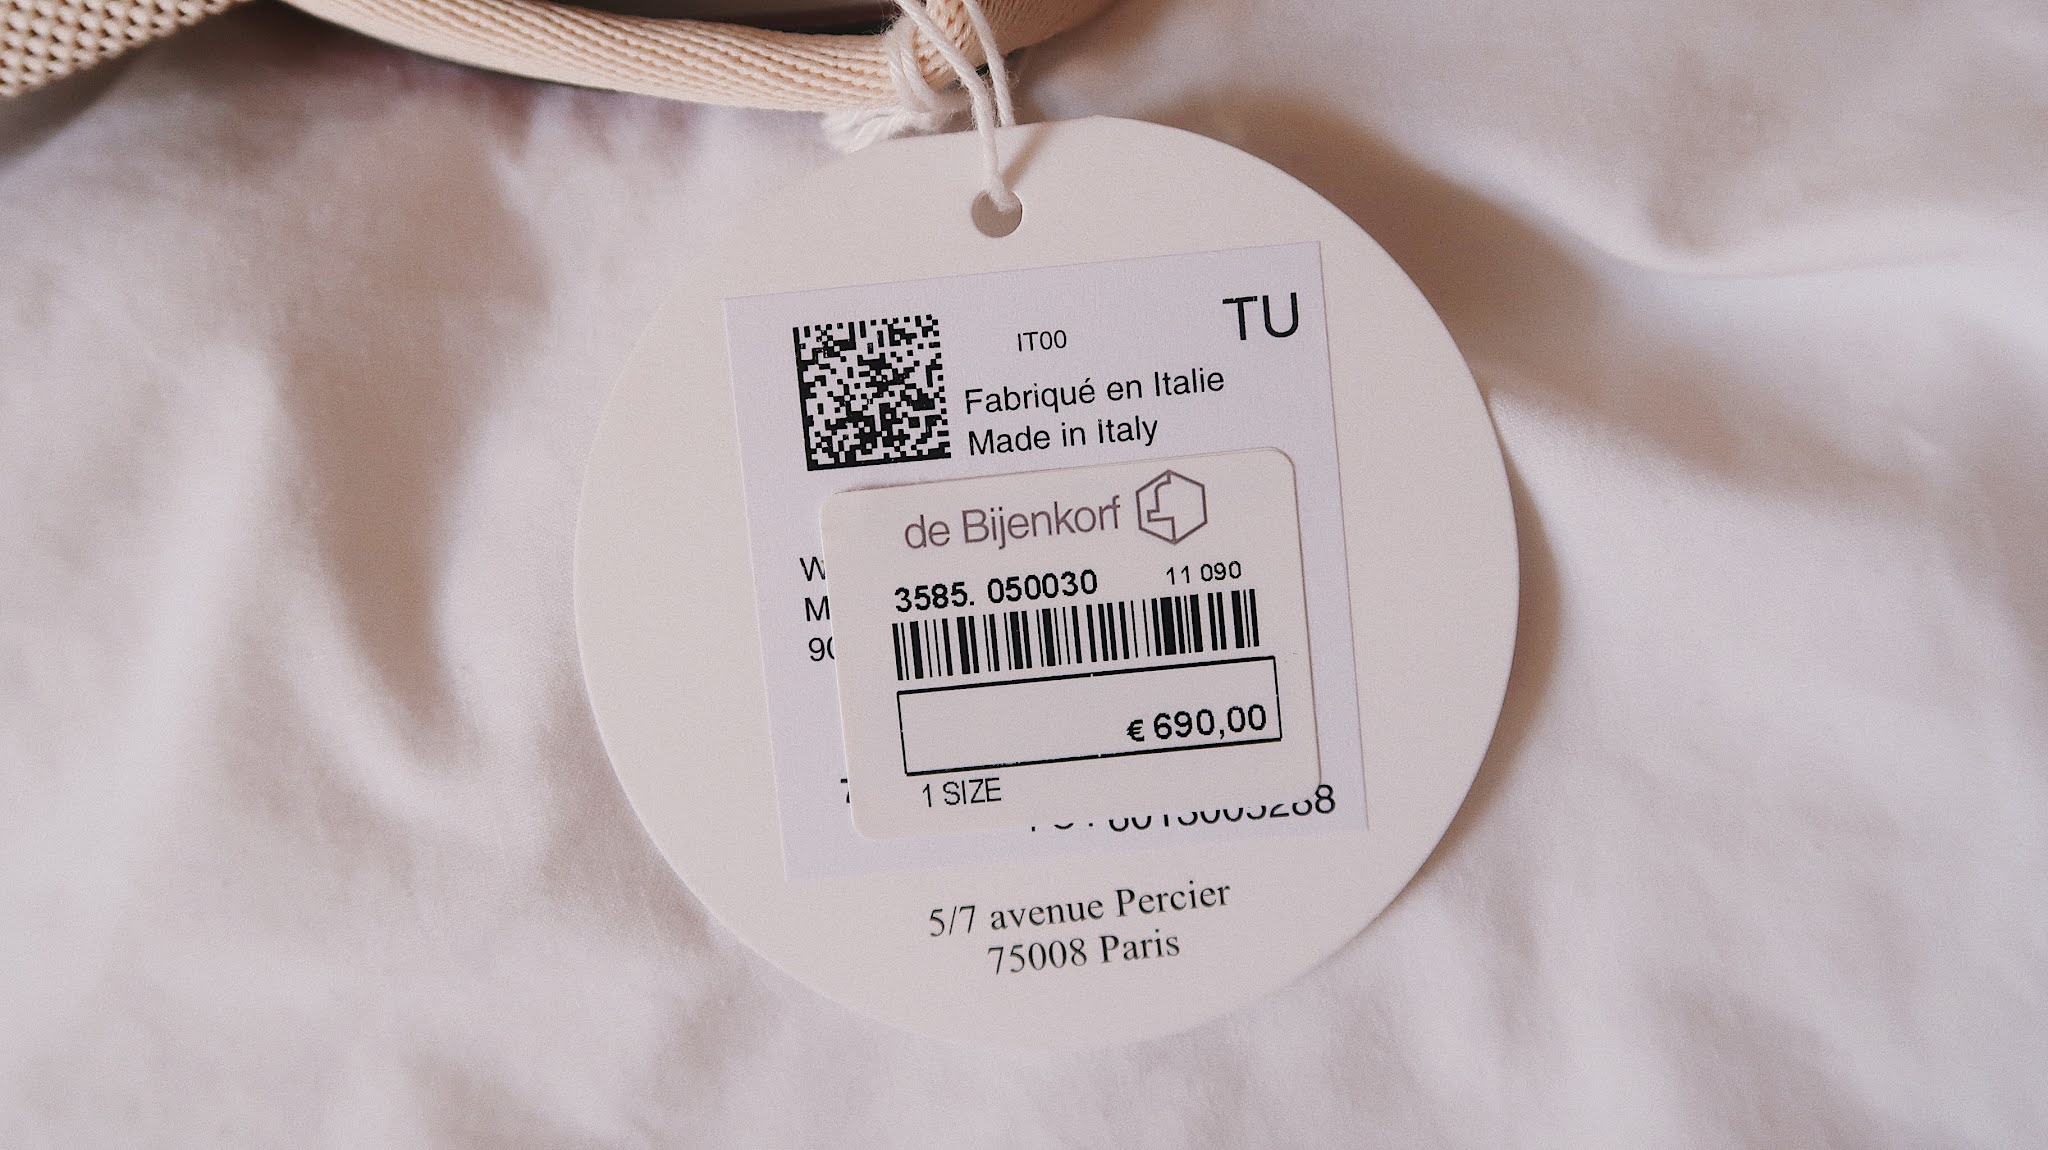 IT00
TU
Fabriqué en Italie
Made in Italy
de Bijenkorf
3585. 050030 11 090
€ 690,00
1 SIZE
5/7 avenue Percier
75008 Paris